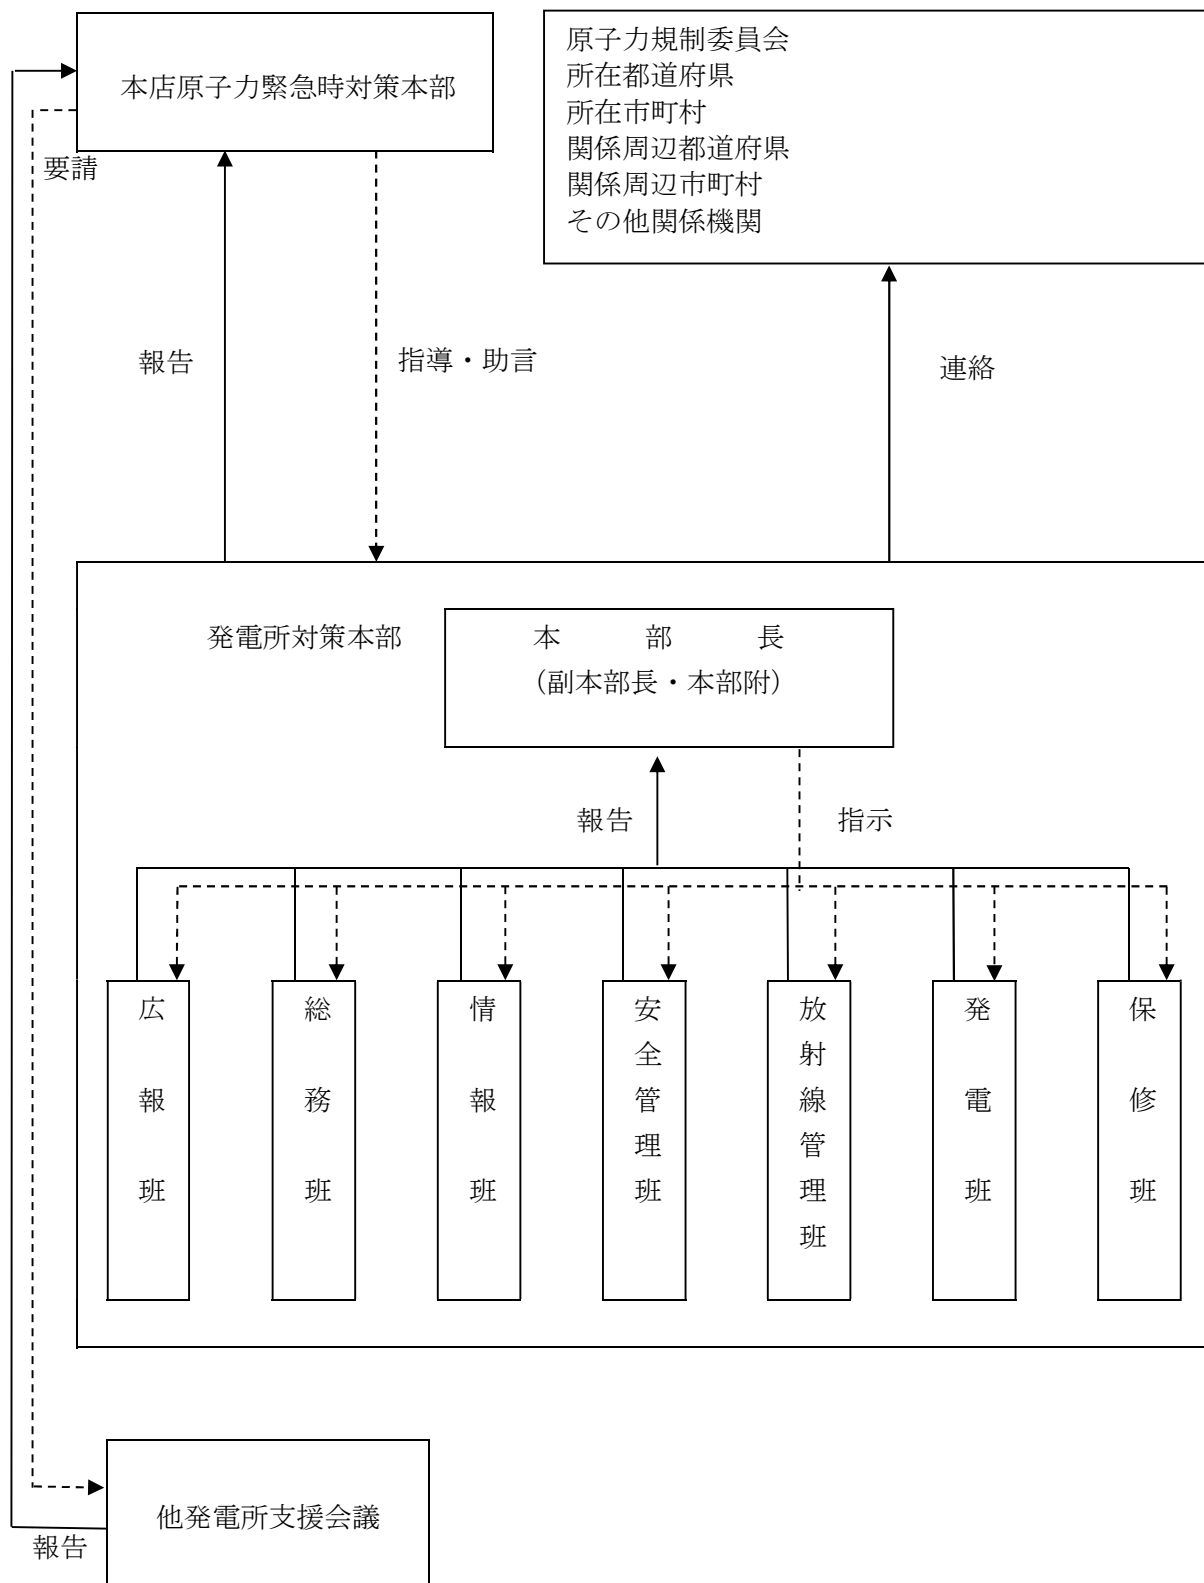 本店原子力緊急時対策本部
原子力規制委員会
所在都道府県
所在市町村
関係周辺都道府県
関係周辺市町村
その他関係機関
要請
報告
指導・助言
連絡
発電所対策本部
本部長
（副本部長・本部附）
報告
指示
広報班
総務班
情報班
安全管理班
放射線管理班
発電班
保修班
他発電所支援会議
報告